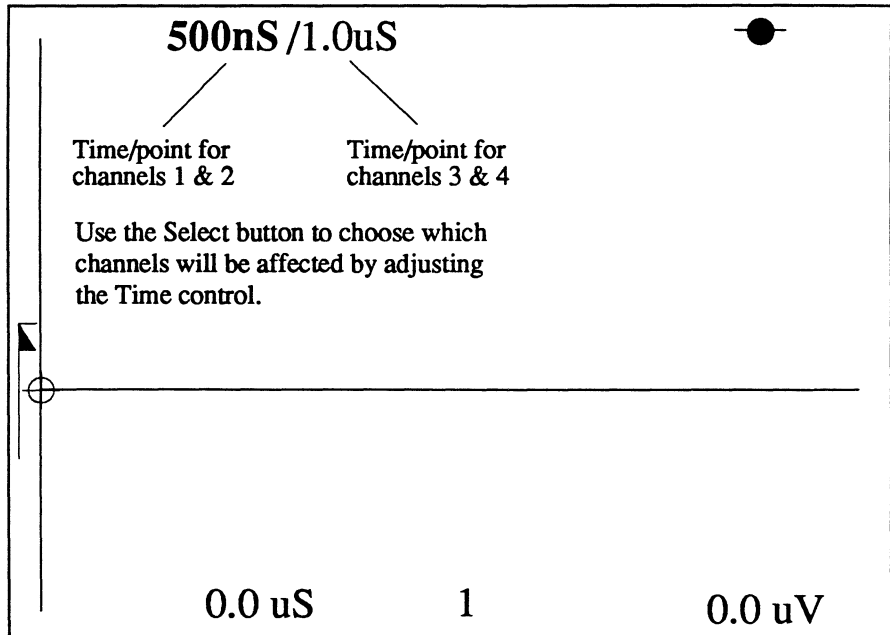 500nS /1.0uS
Time/point for
channels 1 & 2
Time/point for
channels 3 & 4
Use the Select button to choose which
channels will be affected by adjusting
the Time control.
0.0 uS 1 0.0 uV